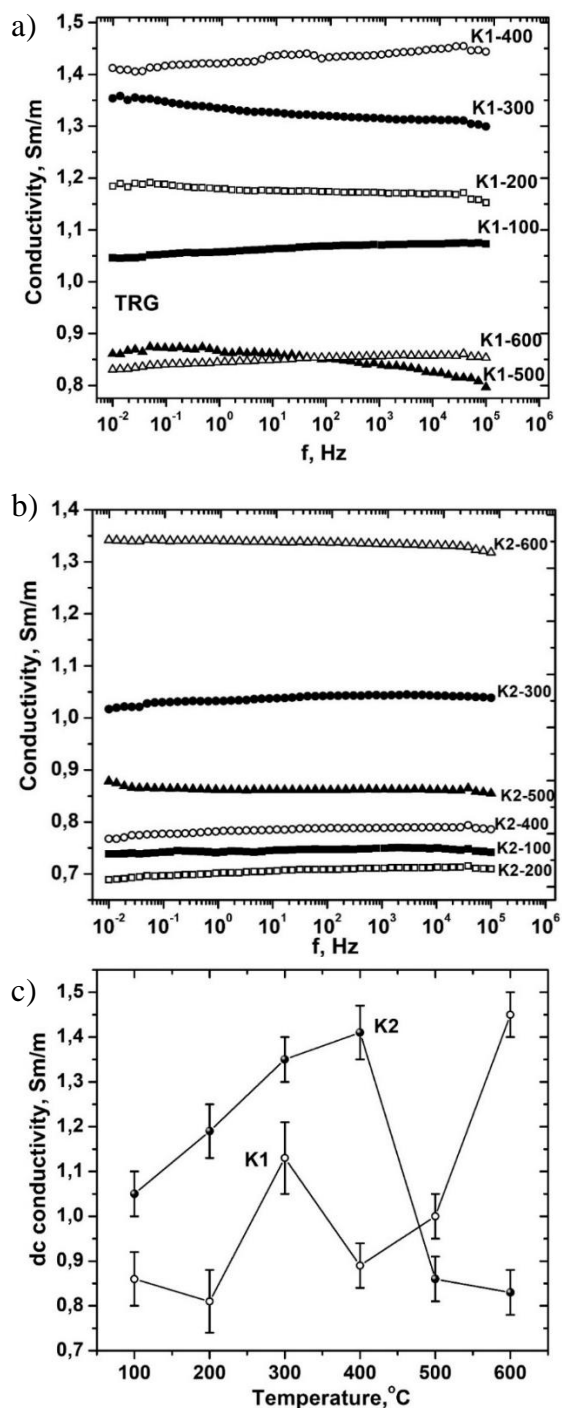 a)
1,5
1,4
1,3
1,2
1,1
1,0
0,9
0,8
Conductivity, Sm/m
K1-400
K1-300
K1-200
K1-100
TRG
K1-600
K1-500
10-2 10-1 100 101 102 103 104 105 106
f, Hz
b)
1,4
1,3
1,2
1,1
1,0
0,9
0,8
0,7
Conductivity, Sm/m
K2-600
K2-300
K2-500
K2-400
K2-100
K2-200
10-2 10-1 100 101 102 103 104 105 106
f, Hz
c)
1,5
1,4
1,3
1,2
1,1
1,0
0,9
0,8
0,7
dc conductivity, Sm/m
K2
K1
100 200 300 400 500 600
Temperature,°C